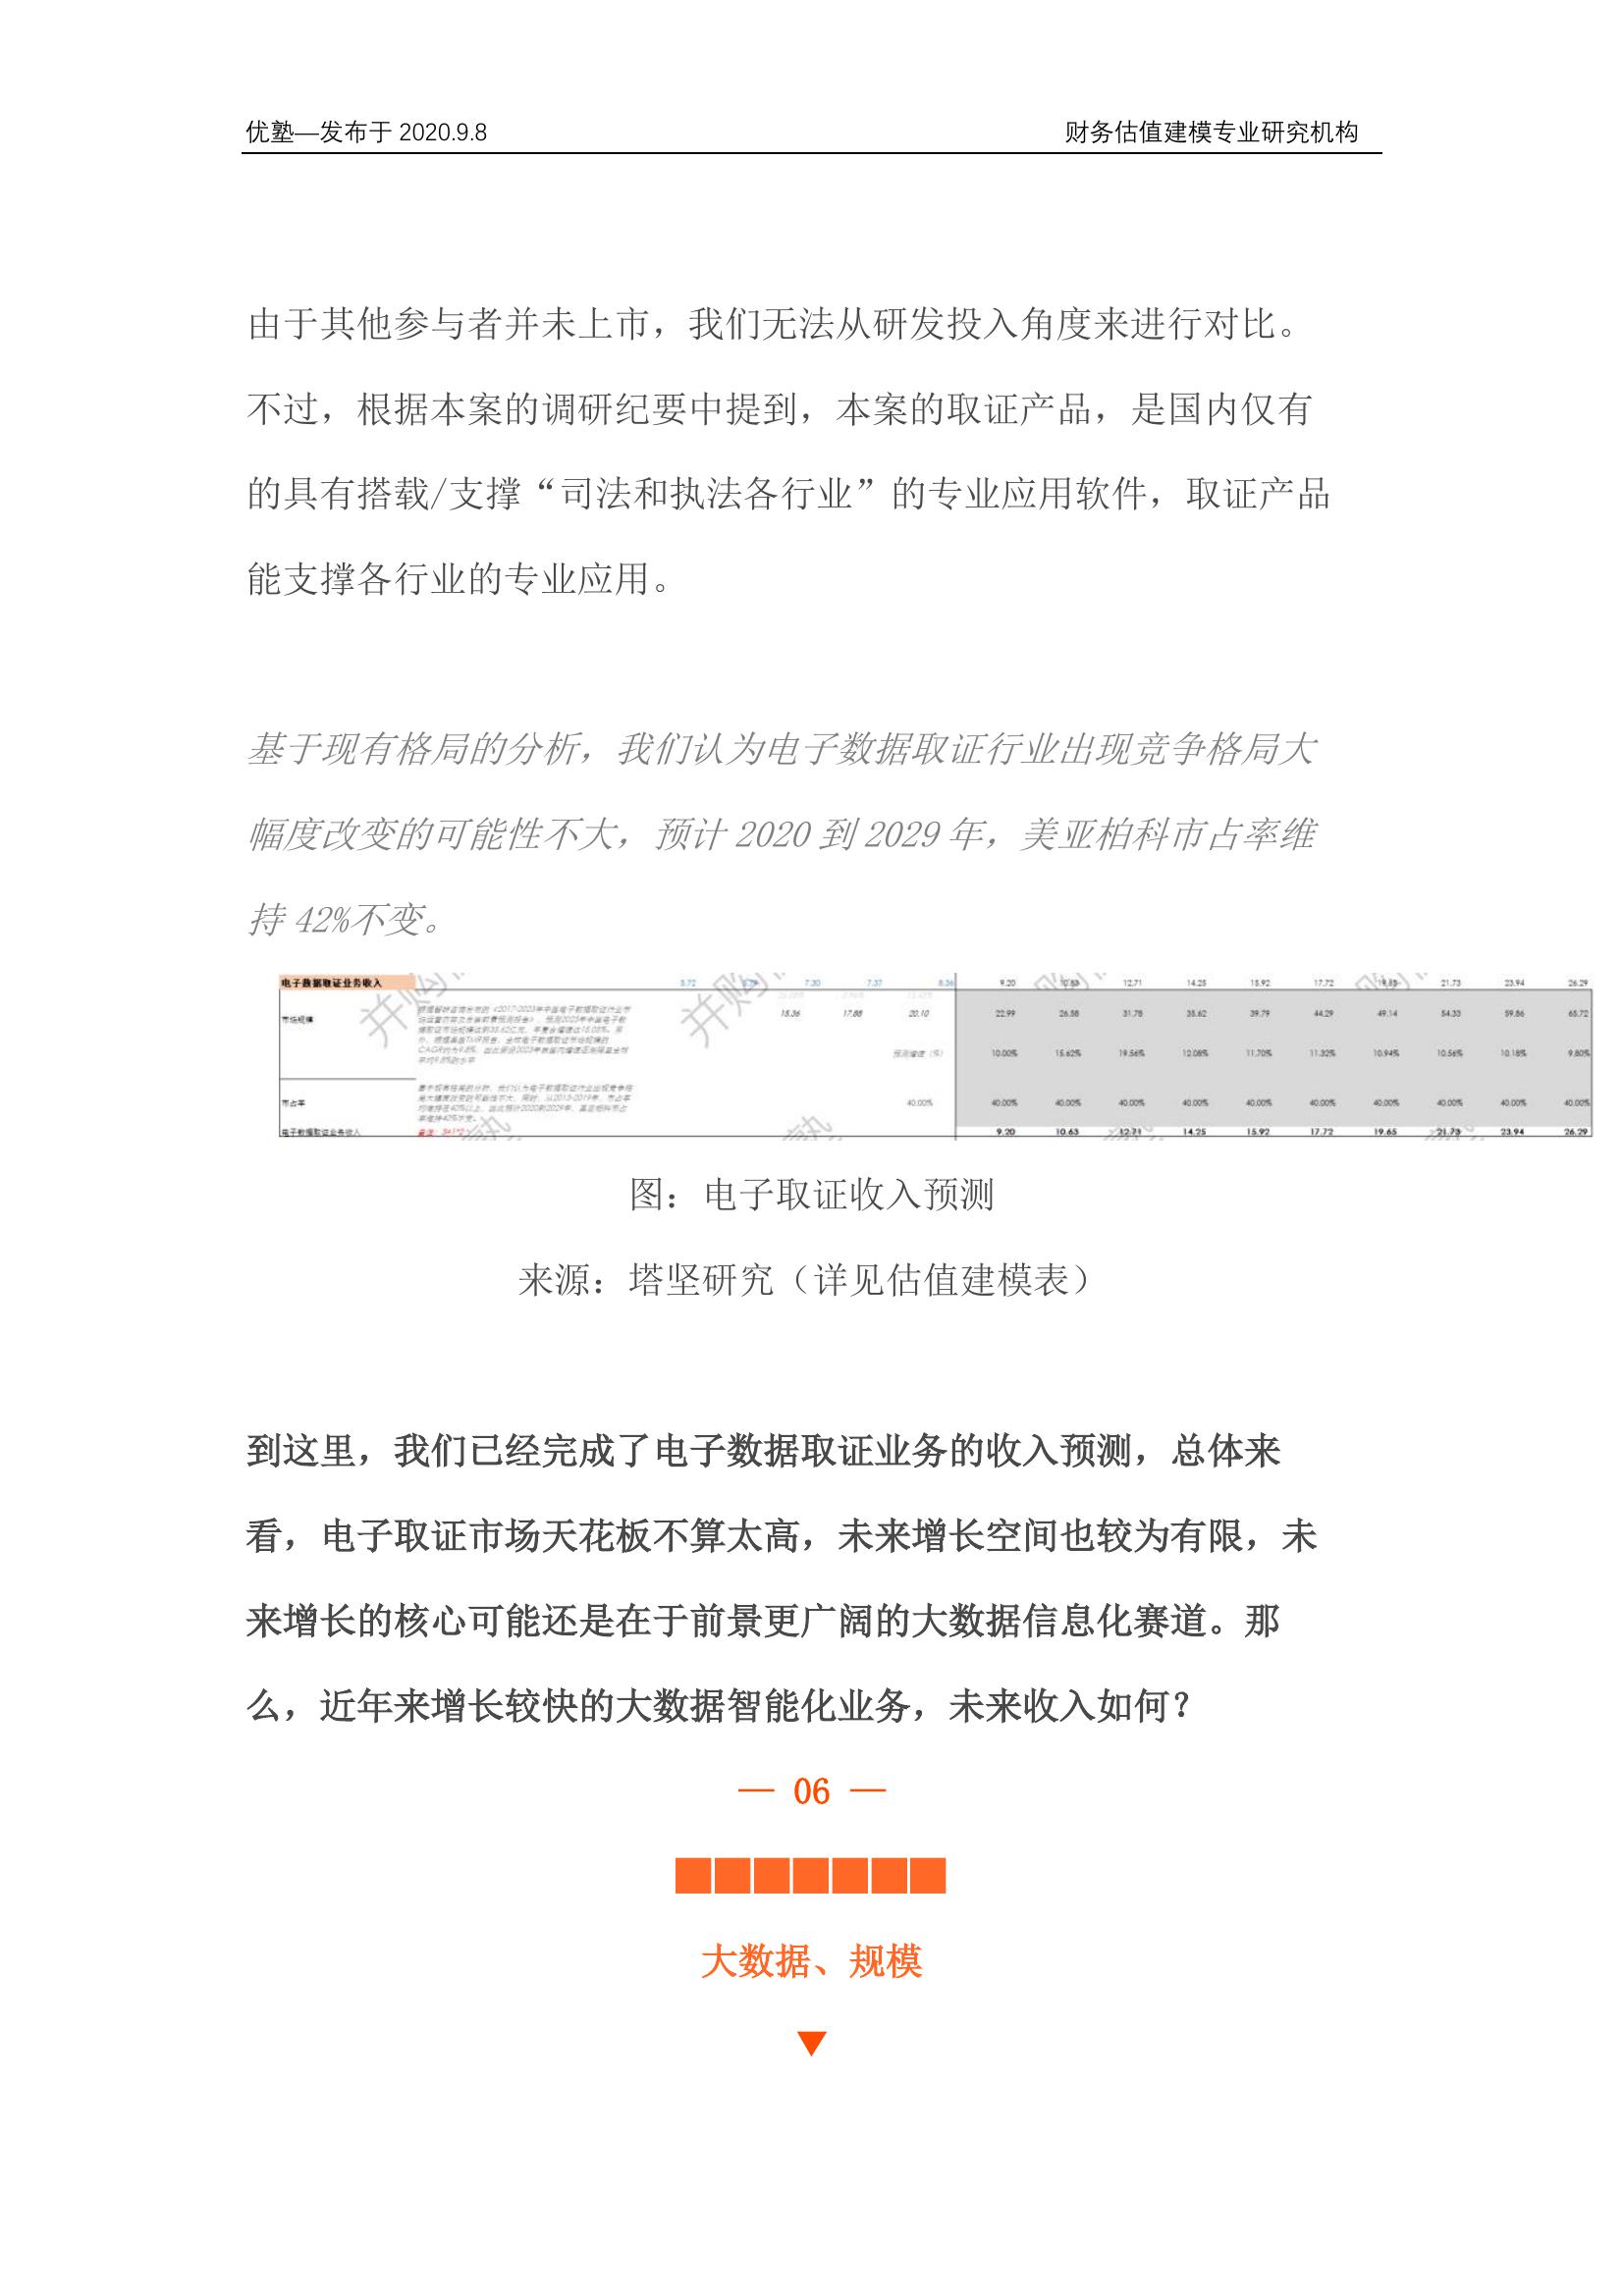 优塾—发布于 2020.9.8
财务估值建模专业研究机构
由于其他参与者并未上市，我们无法从研发投入角度来进行对比。
不过，根据本案的调研纪要中提到，本案的取证产品，是国内仅有
的具有搭载/支撑“司法和执法各行业”的专业应用软件，取证产品
能支撑各行业的专业应用。
基于现有格局的分析，我们认为电子数据取证行业出现竞争格局大
幅度改变的可能性不大，预计 2020 到 2029 年，美亚柏科市占率维
持 42%不变。
电子数据取证业务收入 7.30 7.37 8.36 9.20 12.71 14.25 15.92 17.72 21.73 23.94 26.29
市场规模 15.36 17.88 20.10 22.99 26.58 31.78 35.62 39.79 44.29 49.14 54.33 59.86 65.72
预测增速（%） 10.00% 15.62% 19.56% 12.08% 11.70% 11.32% 10.94% 10.56% 10.18% 9.80%
市占率 40.00% 40.00% 40.00% 40.00% 40.00% 40.00% 40.00% 40.00% 40.00% 40.00% 40.00%
电子数据取证业务收入 9.20 10.63 12.71 14.25 15.92 17.72 19.65 21.73 23.94 26.29
图：电子取证收入预测
来源：塔坚研究（详见估值建模表）
到这里，我们已经完成了电子数据取证业务的收入预测，总体来
看，电子取证市场天花板不算太高，未来增长空间也较为有限，未
来增长的核心可能还是在于前景更广阔的大数据信息化赛道。那
么，近年来增长较快的大数据智能化业务，未来收入如何？
— 06 —
大数据、规模